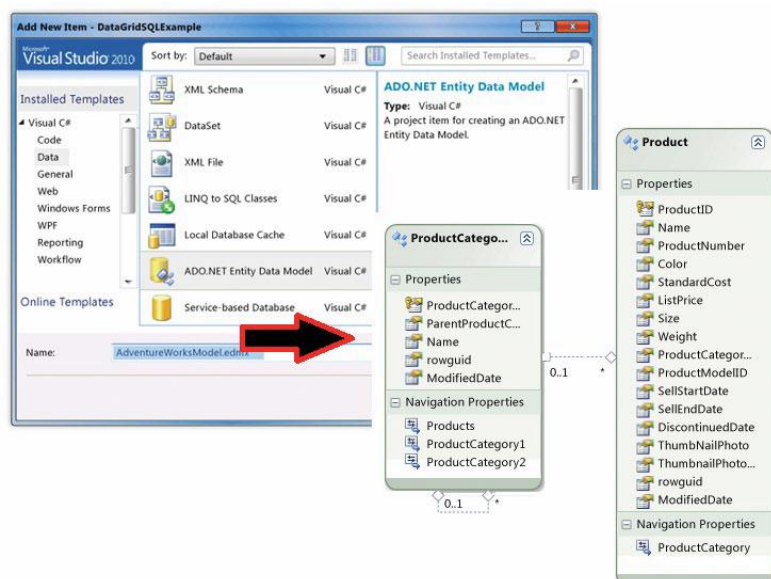 Add New Item - DataGridSQLExample
Microsoft
Visual Studio 2010
Sort by: Default
Search Installed Templates...
Installed Templates
Visual C#
Code
Data
General
Web
Windows Forms
WPF
Reporting
Workflow
Online Templates
XML Schema Visual C#
DataSet Visual C#
XML File Visual C#
LINQ to SQL Classes Visual C#
Local Database Cache Visual C#
ADO.NET Entity Data Model Visual C#
Service-based Database Visual C#
ADO.NET Entity Data Model
Type: Visual C#
A project item for creating an ADO.NET
Entity Data Model.
Name: AdventureWorksModel.edmx
ProductCatego...
Properties
ProductCategor...
ParentProductC...
Name
rowguid
ModifiedDate
Navigation Properties
Products
ProductCategory1
ProductCategory2
0..1 *
0..1 *
Product
Properties
ProductID
Name
ProductNumber
Color
StandardCost
ListPrice
Size
Weight
ProductCategor...
ProductModelID
SellStartDate
SellEndDate
DiscontinuedDate
ThumbNailPhoto
ThumbnailPhoto...
rowguid
ModifiedDate
Navigation Properties
ProductCategory